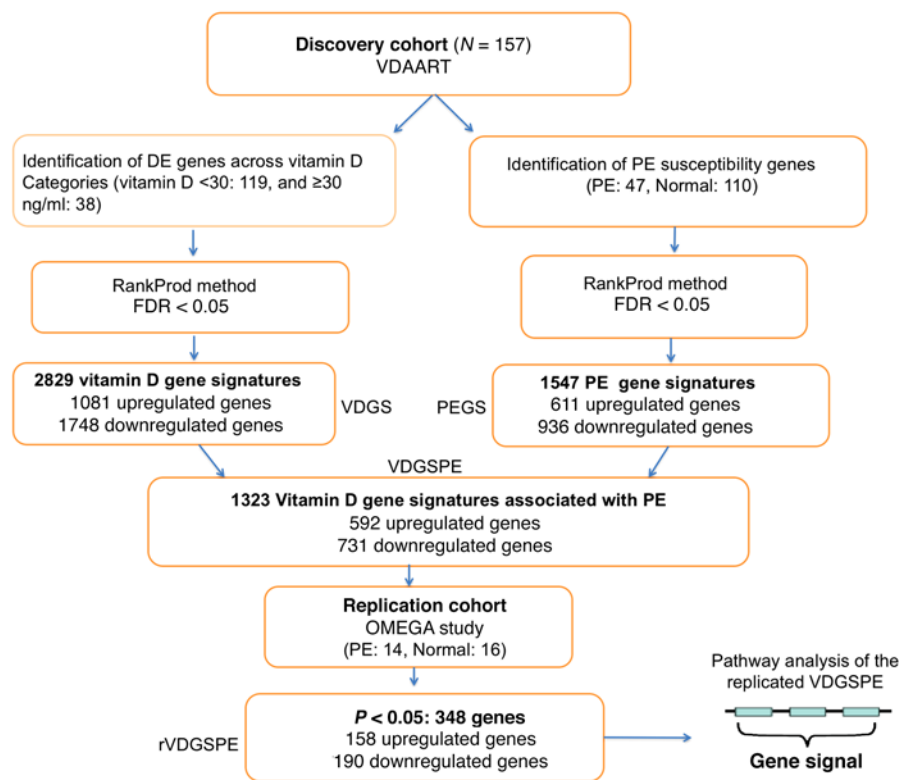 Discovery cohort (N = 157)
VDAART
Identification of DE genes across vitamin D
Categories (vitamin D <30: 119, and ≥30
ng/ml: 38)
Identification of PE susceptibility genes
(PE: 47, Normal: 110)
RankProd method
FDR < 0.05
RankProd method
FDR < 0.05
2829 vitamin D gene signatures
1081 upregulated genes
1748 downregulated genes
VDGS
PEGS
1547 PE gene signatures
611 upregulated genes
936 downregulated genes
VDGSPE
1323 Vitamin D gene signatures associated with PE
592 upregulated genes
731 downregulated genes
Replication cohort
OMEGA study
(PE: 14, Normal: 16)
rVDGSPE
P < 0.05: 348 genes
158 upregulated genes
190 downregulated genes
Pathway analysis of the
replicated VDGSPE
Gene signal